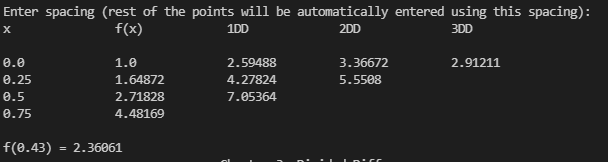 Enter spacing (rest of the points will be automatically entered using this spacing):
x f(x) 1DD 2DD 3DD
0.0 1.0 2.59488 3.36672 2.91211
0.25 1.64872 4.27824 5.5508
0.5 2.71828 7.05364
0.75 4.48169
f(0.43) = 2.36061